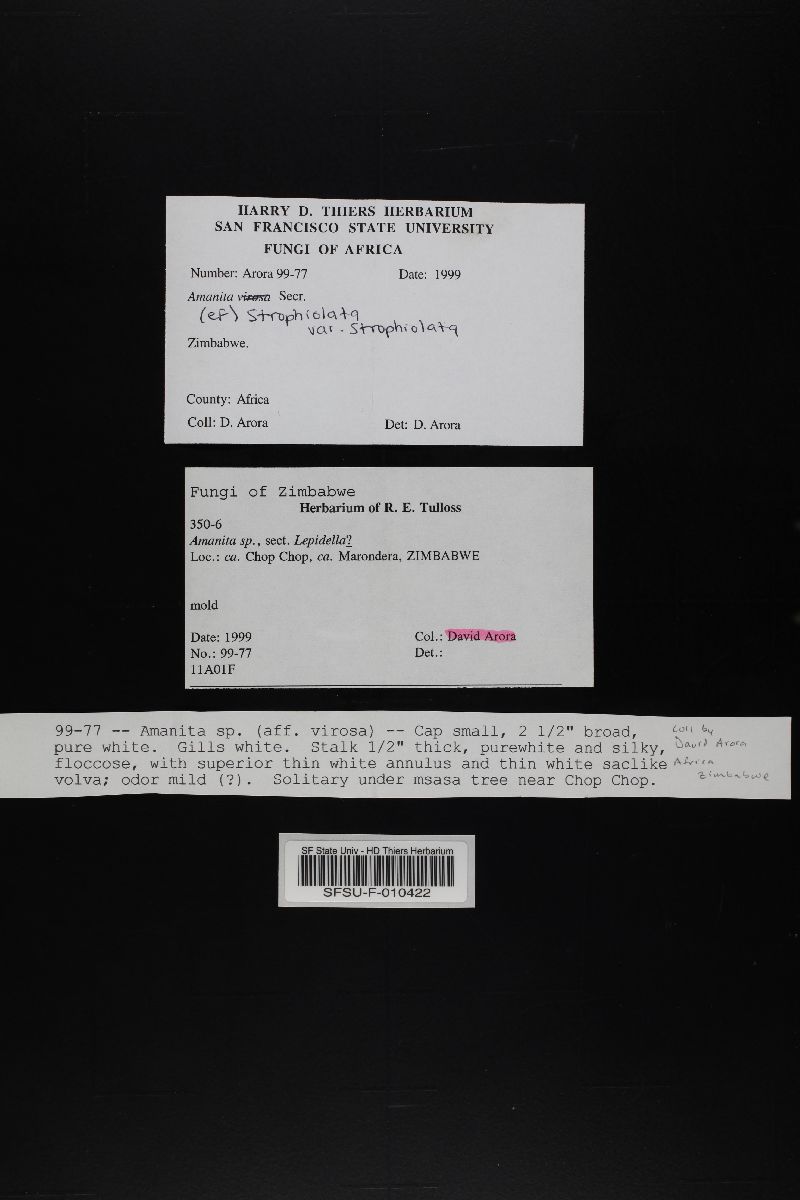 HARRY D. THIERS HERBARIUM
SAN FRANCISCO STATE UNIVERSITY
FUNGI OF AFRICA
Number: Arora 99-77 Date: 1999
Amanita virosa Secr.
(cf) Strophiolata
var. Strophiolata
Zimbabwe.
County: Africa
Coll: D. Arora Det: D. Arora
Fungi of Zimbabwe
Herbarium of R. E. Tulloss
350-6
Amanita sp., sect. Lepidella?
Loc.: ca. Chop Chop, ca. Marondera, ZIMBABWE
mold
Date: 1999 Col.: David Arora
No.: 99-77 Det.:
11A01F
99-77 -- Amanita sp. (aff. virosa) -- Cap small, 2 1/2" broad,
pure white. Gills white. Stalk 1/2" thick, purewhite and silky,
floccose, with superior thin white annulus and thin white saclike
volva; odor mild (?). Solitary under msasa tree near Chop Chop.
Coll by
David Arora
Africa
Zimbabwe
SF State Univ - HD Thiers Herbarium
SFSU-F-010422